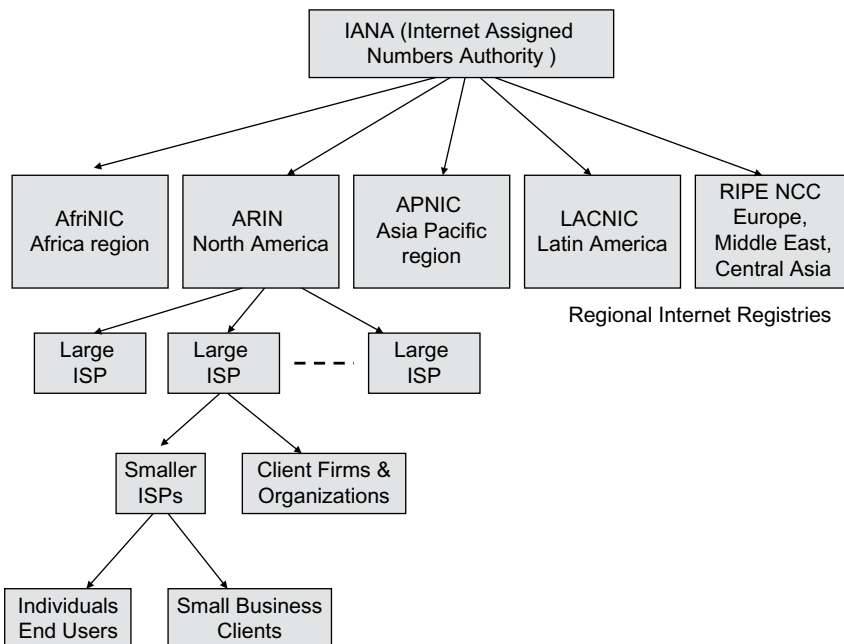 IANA (Internet Assigned
Numbers Authority )
AfriNIC
Africa region
ARIN
North America
APNIC
Asia Pacific
region
LACNIC
Latin America
RIPE NCC
Europe,
Middle East,
Central Asia
Regional Internet Registries
Large
ISP
Large
ISP
Large
ISP
Smaller
ISPs
Client Firms &
Organizations
Individuals
End Users
Small Business
Clients